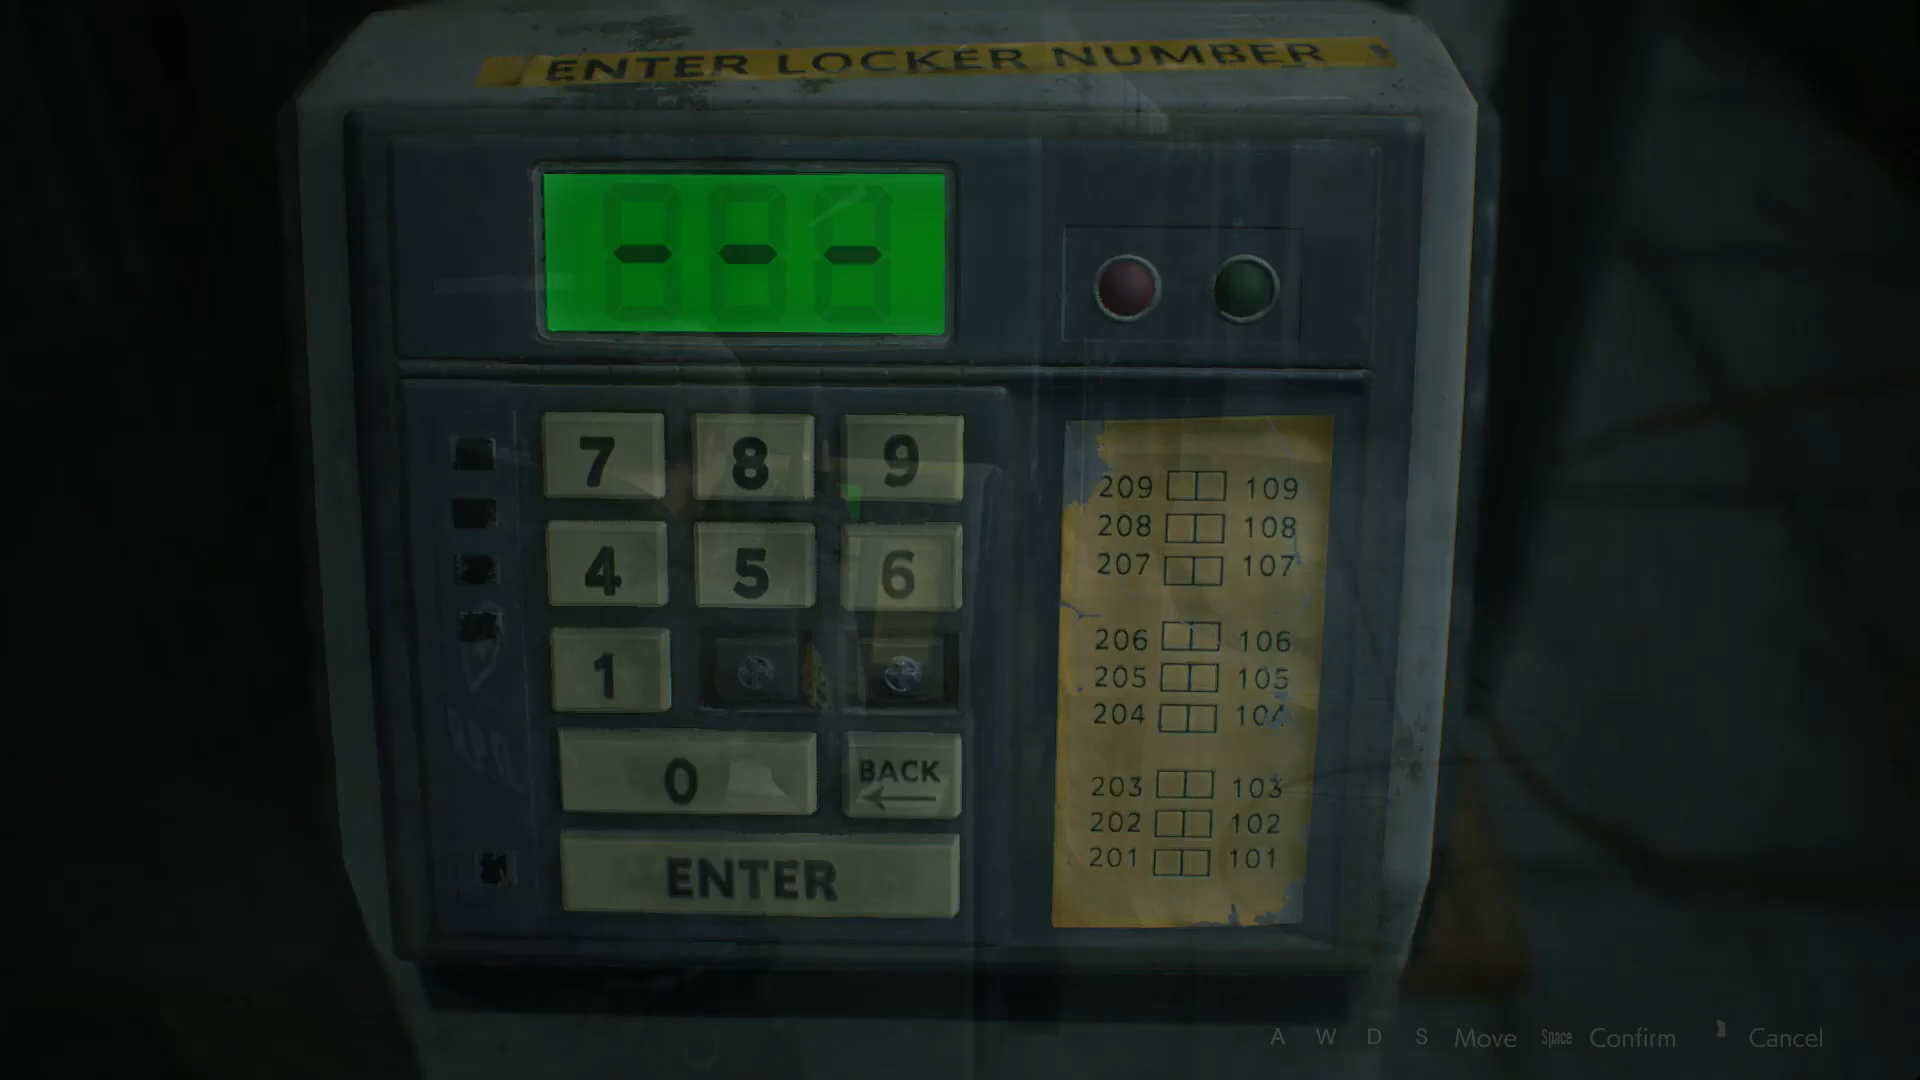 ENTER LOCKER NUMBER
7 8 9
4 5 6
1
0 BACK
ENTER
209 109
208 108
207 107
206 106
205 105
204 104
203 103
202 102
201 101
A W D S Move Space Confirm Cancel